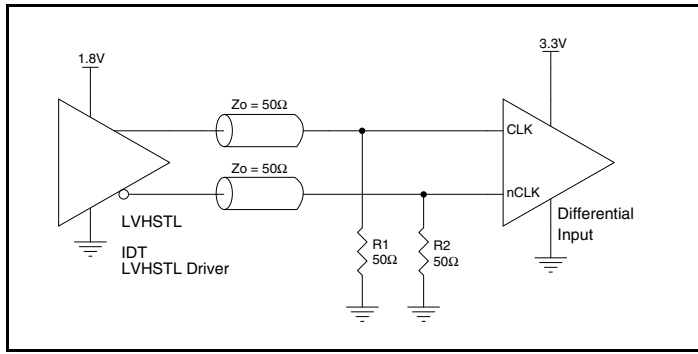 1.8V
3.3V
Zo = 50Ω
CLK
Zo = 50Ω
nCLK
LVHSTL
IDT
LVHSTL Driver
R1
50Ω
R2
50Ω
Differential
Input